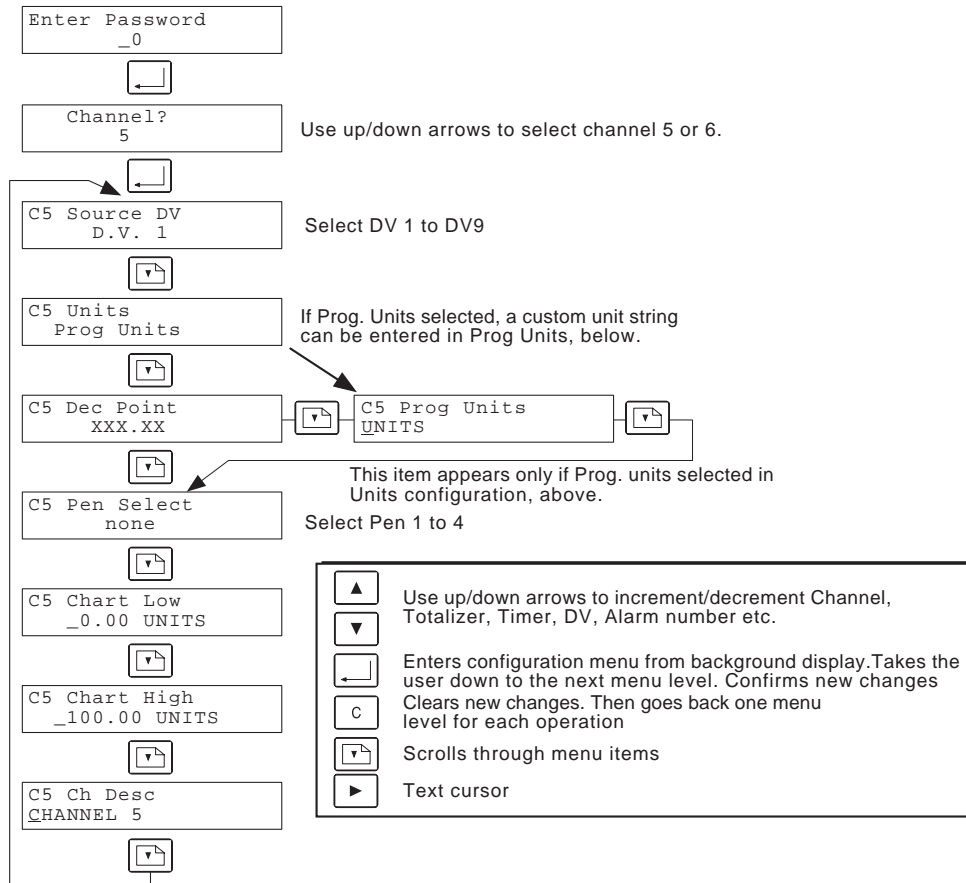 Enter Password
_0
Channel?
5
Use up/down arrows to select channel 5 or 6.
C5 Source DV
D.V. 1
Select DV 1 to DV9
C5 Units
Prog Units
If Prog. Units selected, a custom unit string
can be entered in Prog Units, below.
C5 Dec Point
XXX.XX
C5 Prog Units
UNITS
This item appears only if Prog. units selected in
Units configuration, above.
C5 Pen Select
none
Select Pen 1 to 4
C5 Chart Low
_0.00 UNITS
C5 Chart High
_100.00 UNITS
C5 Ch Desc
CHANNEL 5
Use up/down arrows to increment/decrement Channel,
Totalizer, Timer, DV, Alarm number etc.
Enters configuration menu from background display.Takes the
user down to the next menu level. Confirms new changes
C
Clears new changes. Then goes back one menu
level for each operation
Scrolls through menu items
Text cursor